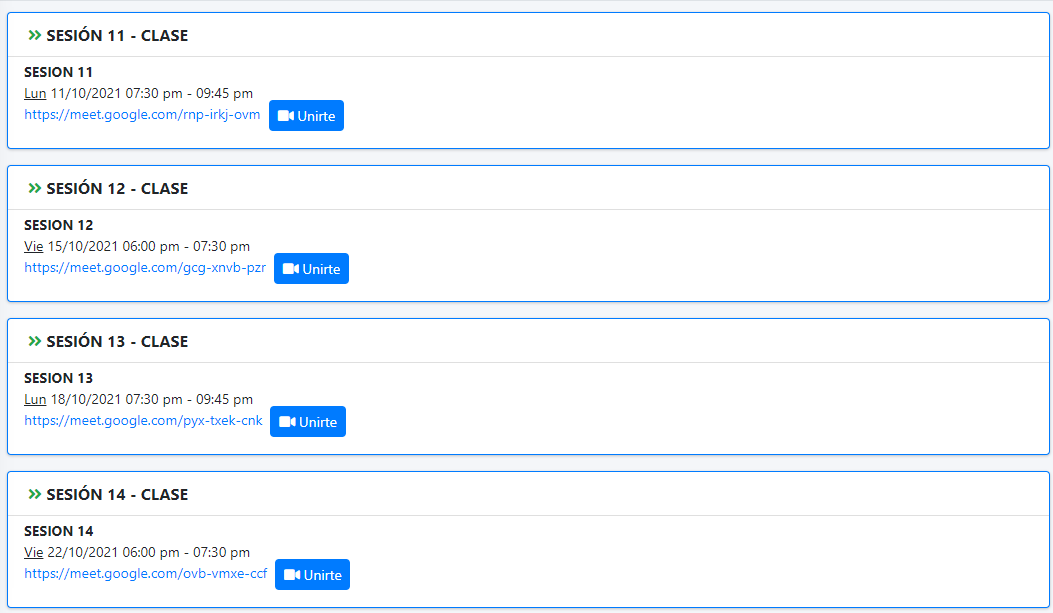 SESIÓN 11 - CLASE
SESION 11
Lun 11/10/2021 07:30 pm - 09:45 pm
https://meet.google.com/rnp-irkj-ovm Unirte
SESIÓN 12 - CLASE
SESION 12
Vie 15/10/2021 06:00 pm - 07:30 pm
https://meet.google.com/gcg-xnvb-pzr Unirte
SESIÓN 13 - CLASE
SESION 13
Lun 18/10/2021 07:30 pm - 09:45 pm
https://meet.google.com/pyx-txek-cnk Unirte
SESIÓN 14 - CLASE
SESION 14
Vie 22/10/2021 06:00 pm - 07:30 pm
https://meet.google.com/ovb-vmxe-ccf Unirte